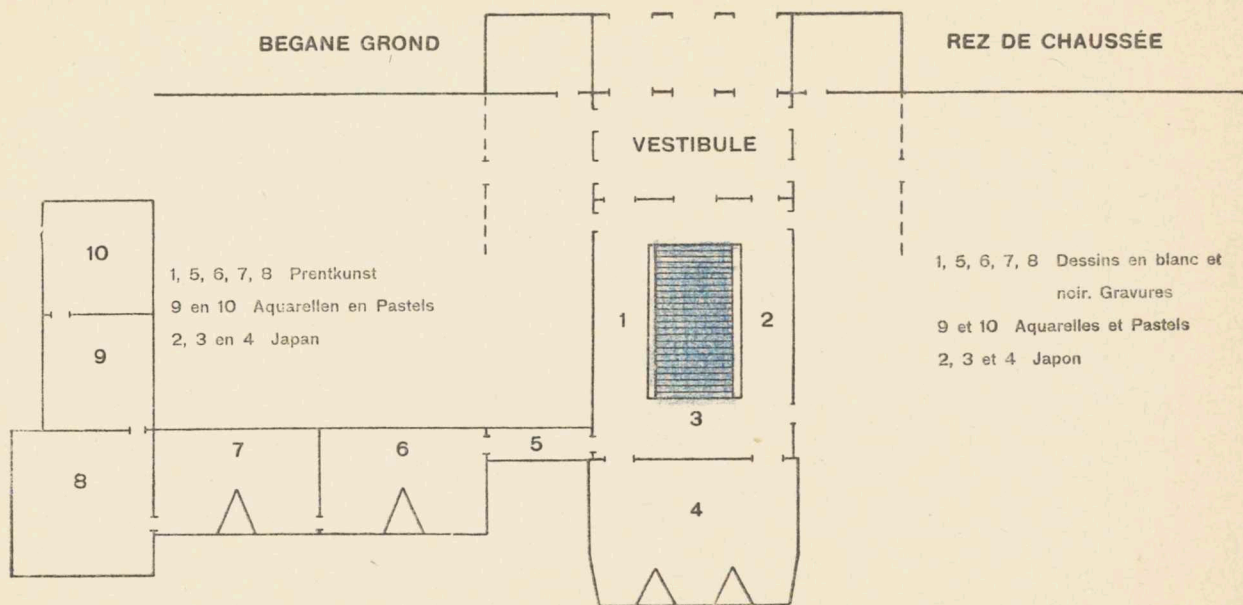 BEGANE GROND
REZ DE CHAUSSÉE
VESTIBULE
10
1, 5, 6, 7, 8 Prentkunst
9 en 10 Aquarellen en Pastels
2, 3 en 4 Japan
1, 5, 6, 7, 8 Dessins en blanc et
noir. Gravures
9 et 10 Aquarelles et Pastels
2, 3 et 4 Japon
1
2
9
3
7
6
5
8
4